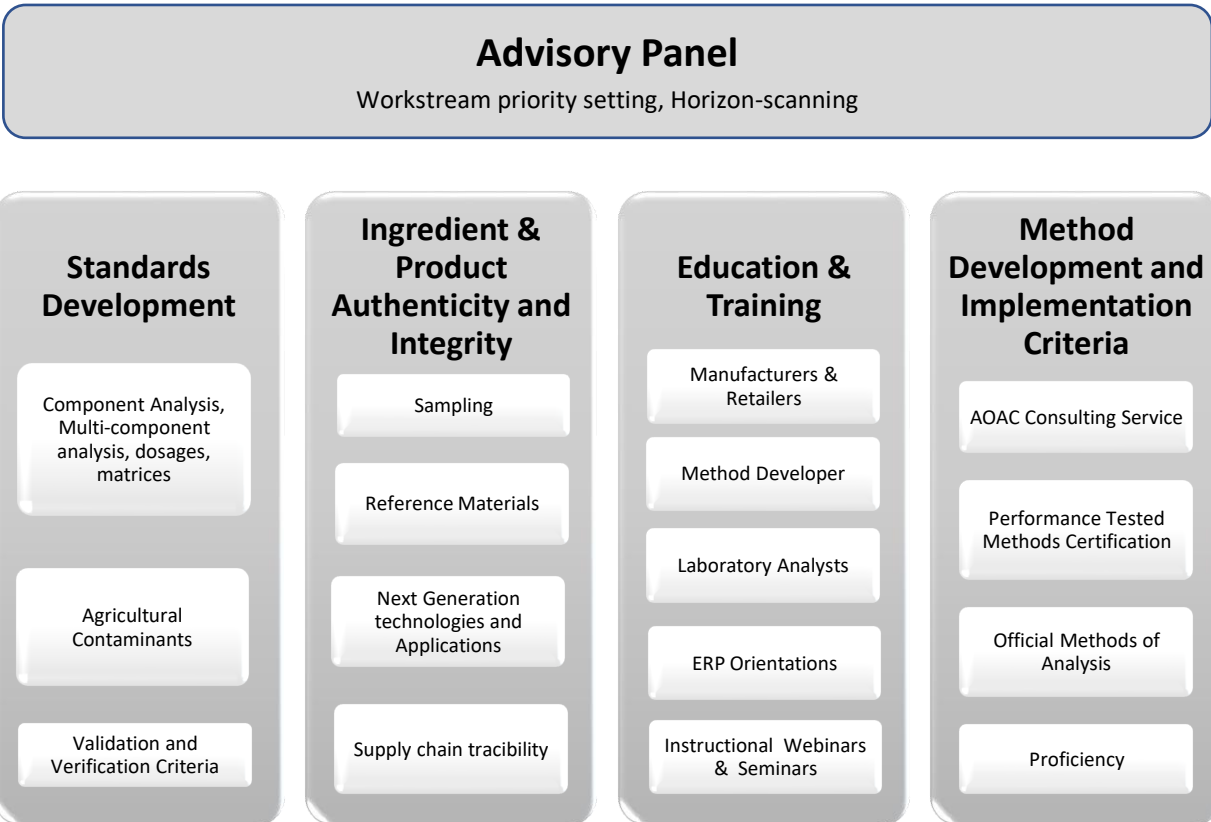 Advisory Panel
Workstream priority setting, Horizon-scanning
Standards
Development
Component Analysis,
Multi-component
analysis, dosages,
matrices
Agricultural
Contaminants
Validation and
Verification Criteria
Ingredient &
Product
Authenticity and
Integrity
Sampling
Reference Materials
Next Generation
technologies and
Applications
Supply chain tracibility
Education &
Training
Manufacturers &
Retailers
Method Developer
Laboratory Analysts
ERP Orientations
Instructional Webinars
& Seminars
Method
Development and
Implementation
Criteria
AOAC Consulting Service
Performance Tested
Methods Certification
Official Methods of
Analysis
Proficiency